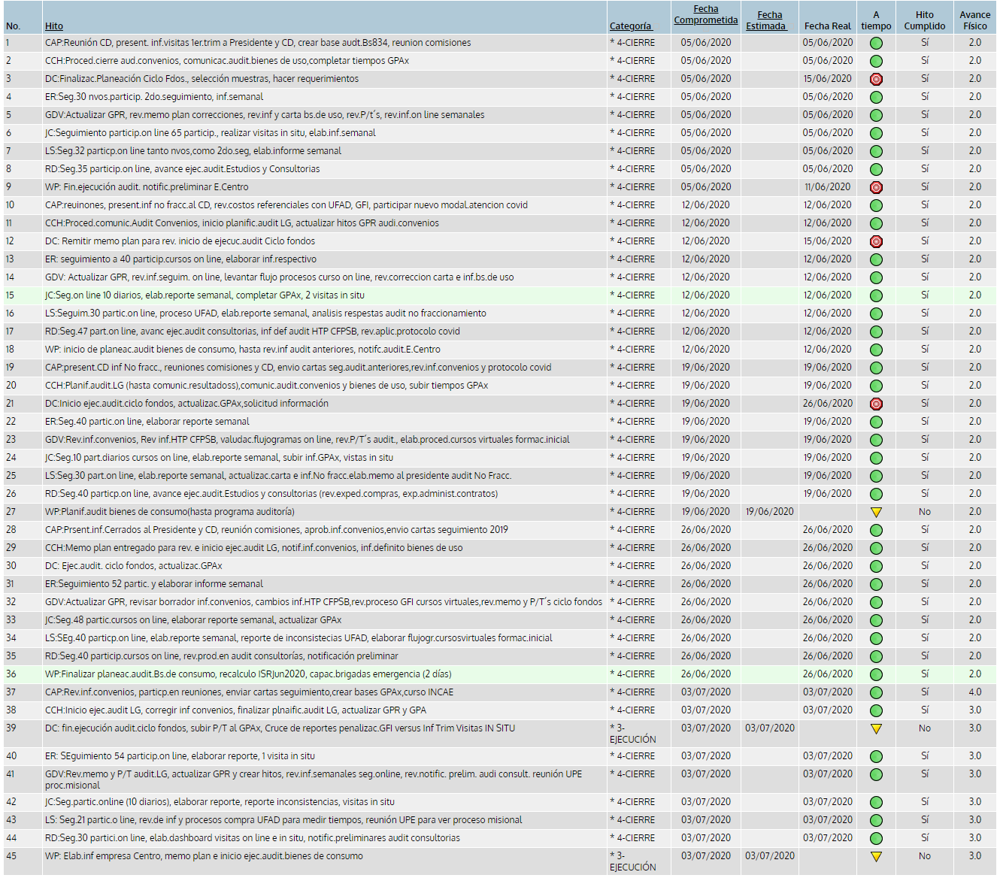 No. Hito Categoría Fecha Comprometida Fecha Estimada Fecha Real A tiempo Hito Cumplido Avance Físico
1 CAP:Reunión CD, present. inf.visitas 1er.trim a Presidente y CD, crear base audt.Bs834, reunion comisiones * 4-CIERRE 05/06/2020 05/06/2020 Sí 2.0
2 CCH:Proced.cierre aud.convenios, comunicac.audit.bienes de uso,completar tiempos GPAx * 4-CIERRE 05/06/2020 05/06/2020 Sí 2.0
3 DC:Finalizac.Planeación Ciclo Fdos., selección muestras, hacer requerimientos * 4-CIERRE 05/06/2020 15/06/2020 Sí 2.0
4 ER:Seg.30 nvos.particip. 2do.seguimiento, inf.semanal * 4-CIERRE 05/06/2020 05/06/2020 Sí 2.0
5 GDV:Actualizar GPR, rev.memo plan correcciones, rev.inf y carta bs.de uso, rev.P/t´s, rev.inf.on line semanales * 4-CIERRE 05/06/2020 05/06/2020 Sí 2.0
6 JC:Seguimiento particip.on line 65 particip., realizar visitas in situ, elab.inf.semanal * 4-CIERRE 05/06/2020 05/06/2020 Sí 2.0
7 LS:Seg.32 particp.on line tanto nvos,como 2do.seg, elab.informe semanal * 4-CIERRE 05/06/2020 05/06/2020 Sí 2.0
8 RD:Seg.35 particip.on line, avance ejec.audit.Estudios y Consultorias * 4-CIERRE 05/06/2020 05/06/2020 Sí 2.0
9 WP: Fin.ejecución audit. notific.preliminar E.Centro * 4-CIERRE 05/06/2020 11/06/2020 Sí 2.0
10 CAP:reuinones, present.inf no fracc.al CD, rev.costos referenciales con UFAD, GFI, participar nuevo modal.atencion covid * 4-CIERRE 12/06/2020 12/06/2020 Sí 2.0
11 CCH:Proced.comunic.Audit Convenios, inicio planific.audit LG, actualizar hitos GPR audi.convenios * 4-CIERRE 12/06/2020 12/06/2020 Sí 2.0
12 DC: Remitir memo plan para rev. inicio de ejecuc.audit Ciclo fondos * 4-CIERRE 12/06/2020 15/06/2020 Sí 2.0
13 ER: seguimiento a 40 particip.cursos on line, elaborar inf.respectivo * 4-CIERRE 12/06/2020 12/06/2020 Sí 2.0
14 GDV: Actualizar GPR, rev.inf.seguim. on line, levantar flujo procesos curso on line, rev.correccion carta e inf.bs.de uso * 4-CIERRE 12/06/2020 12/06/2020 Sí 2.0
15 JC:Seg.on line 10 diarios, elab.reporte semanal, completar GPAx, 2 visitas in situ * 4-CIERRE 12/06/2020 12/06/2020 Sí 2.0
16 LS:Seguim.30 partic.on line, proceso UFAD, elab.reporte semanal, analisis respestas audit no fraccionamiento * 4-CIERRE 12/06/2020 12/06/2020 Sí 2.0
17 RD:Seg.47 part.on line, avanc ejec.audit consultorias, inf def audit HTP CFPSB, rev.aplic.protocolo covid * 4-CIERRE 12/06/2020 12/06/2020 Sí 2.0
18 WP: inicio de planeac.audit bienes de consumo, hasta rev.inf audit anteriores, notifc.audit.E.Centro * 4-CIERRE 12/06/2020 12/06/2020 Sí 2.0
19 CAP:present.CD inf No fracc., reuniones comisiones y CD, envio cartas seg.audit.anteriores,rev.inf.convenios y protocolo covid * 4-CIERRE 19/06/2020 19/06/2020 Sí 2.0
20 CCH:Planif.audit.LG (hasta comunic.resultadoss),comunic.audit.convenios y bienes de uso, subir tiempos GPAx * 4-CIERRE 19/06/2020 19/06/2020 Sí 2.0
21 DC:Inicio ejec.audit.ciclo fondos, actualizac.GPAx,solicitud información * 4-CIERRE 19/06/2020 26/06/2020 Sí 2.0
22 ER:Seg.40 partic.on line, elaborar reporte semanal * 4-CIERRE 19/06/2020 19/06/2020 Sí 2.0
23 GDV:Rev.inf.convenios, Rev inf.HTP CFPSB, valudac.flujogramas on line, rev.P/T´s audit., elab.proced.cursos virtuales formac.inicial * 4-CIERRE 19/06/2020 19/06/2020 Sí 2.0
24 JC:Seg.10 part.diarios cursos on line, elab.reporte semanal, subir inf.GPAx, vistas in situ * 4-CIERRE 19/06/2020 19/06/2020 Sí 2.0
25 LS:Seg.30 part.on line, elab.reporte semanal, actualizac.carta e inf.No fracc.elab.memo al presidente audit No Fracc. * 4-CIERRE 19/06/2020 19/06/2020 Sí 2.0
26 RD:Seg.40 particp.on line, avance ejec.audit.Estudios y consultorias (rev.exped.compras, exp.administ.contratos) * 4-CIERRE 19/06/2020 19/06/2020 Sí 2.0
27 WP:Planif.audit bienes de consumo(hasta programa auditoría) * 4-CIERRE 19/06/2020 19/06/2020 No 2.0
28 CAP:Prsent.inf.Cerrados al Presidente y CD, reunión comisiones, aprob.inf.convenios,envio cartas seguimiento 2019 * 4-CIERRE 26/06/2020 26/06/2020 Sí 2.0
29 CCH:Memo plan entregado para rev. e inicio ejec.audit LG, notif.inf.convenios, inf.definito bienes de uso * 4-CIERRE 26/06/2020 26/06/2020 Sí 2.0
30 DC: Ejec.audit. ciclo fondos, actualizac.GPAx * 4-CIERRE 26/06/2020 26/06/2020 Sí 2.0
31 ER:Seguimiento 52 partic. y elaborar informe semanal * 4-CIERRE 26/06/2020 26/06/2020 Sí 2.0
32 GDV:Actualizar GPR, revisar borrador inf.convenios, cambios inf.HTP CFPSB,rev.proceso GFI cursos virtuales,rev.memo y P/T´s ciclo fondos * 4-CIERRE 26/06/2020 26/06/2020 Sí 2.0
33 JC:Seg.48 partic.cursos on line, elaborar reporte semanal, actualizar GPAx * 4-CIERRE 26/06/2020 26/06/2020 Sí 2.0
34 LS:SEg.40 particp.on line, elab.reporte semanal, reporte de inconsistecias UFAD, elaborar flujogr.cursosvirtuales formac.inicial * 4-CIERRE 26/06/2020 26/06/2020 Sí 2.0
35 RD:Seg.40 particip.cursos on line, rev.prod.en audit consultorías, notificación preliminar * 4-CIERRE 26/06/2020 26/06/2020 Sí 2.0
36 WP:Finalizar planeac.audit.Bs.de consumo, recalculo ISRJun2020, capac.brigadas emergencia (2 días) * 4-CIERRE 26/06/2020 26/06/2020 Sí 2.0
37 CAP:Rev.inf.convenios, particp.en reuniones, enviar cartas seguimiento,crear bases GPAx,curso INCAE * 4-CIERRE 03/07/2020 03/07/2020 Sí 4.0
38 CCH:Inicio ejec.audit LG, corregir inf convenios, finalizar plnaific.audit LG, actualizar GPR y GPA * 4-CIERRE 03/07/2020 03/07/2020 Sí 3.0
39 DC: fin.ejecución audit.ciclo fondos, subir P/T al GPAx, Cruce de reportes penalizac.GFI versus Inf Trim Visitas IN SITU * 3- 03/07/2020 03/07/2020 No 3.0
EJECUCIÓN
40 ER: SEguimiento 54 particip.on line, elaborar reporte, 1 visita in situ * 4-CIERRE 03/07/2020 03/07/2020 Sí 3.0
41 GDV:Rev.memo y P/T audit.LG, actualizar GPR y crear hitos, rev.inf.semanales seg.online, rev.notific. prelim. audi consult. reunión UPE * 4-CIERRE 03/07/2020 03/07/2020 Sí 3.0
proc.misional
42 JC:Seg.partic.online (10 diarios), elaborar reporte, reporte inconsistencias, visitas in situ * 4-CIERRE 03/07/2020 03/07/2020 Sí 3.0
43 LS: Seg.21 partic.o line, rev.de inf y procesos compra UFAD para medir tiempos, reunión UPE para ver proceso misional * 4-CIERRE 03/07/2020 03/07/2020 Sí 3.0
44 RD:Seg.30 partici.on line, elab.dashboard visitas on line e in situ, notific.preliminares audit consultorias * 4-CIERRE 03/07/2020 03/07/2020 Sí 3.0
45 WP: Elab.inf empresa Centro, memo plan e inicio ejec.audit.bienes de consumo * 3- 03/07/2020 03/07/2020 No 3.0
EJECUCIÓN